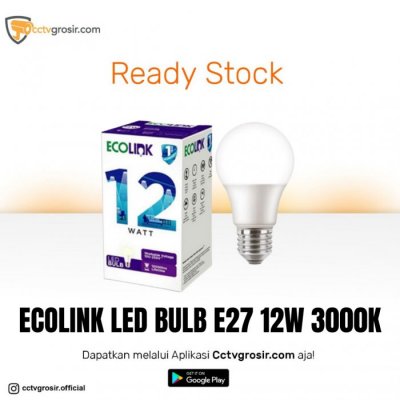 cctvgrosir.com
Ready Stock
ECOLINK
12
WATT
LED
BULB
ECOLINK LED BULB E27 12W 3000K
Dapatkan melalui Aplikasi Cctvgrosir.com aja!
cctvgrosir.official
GET IT ON
Google Play